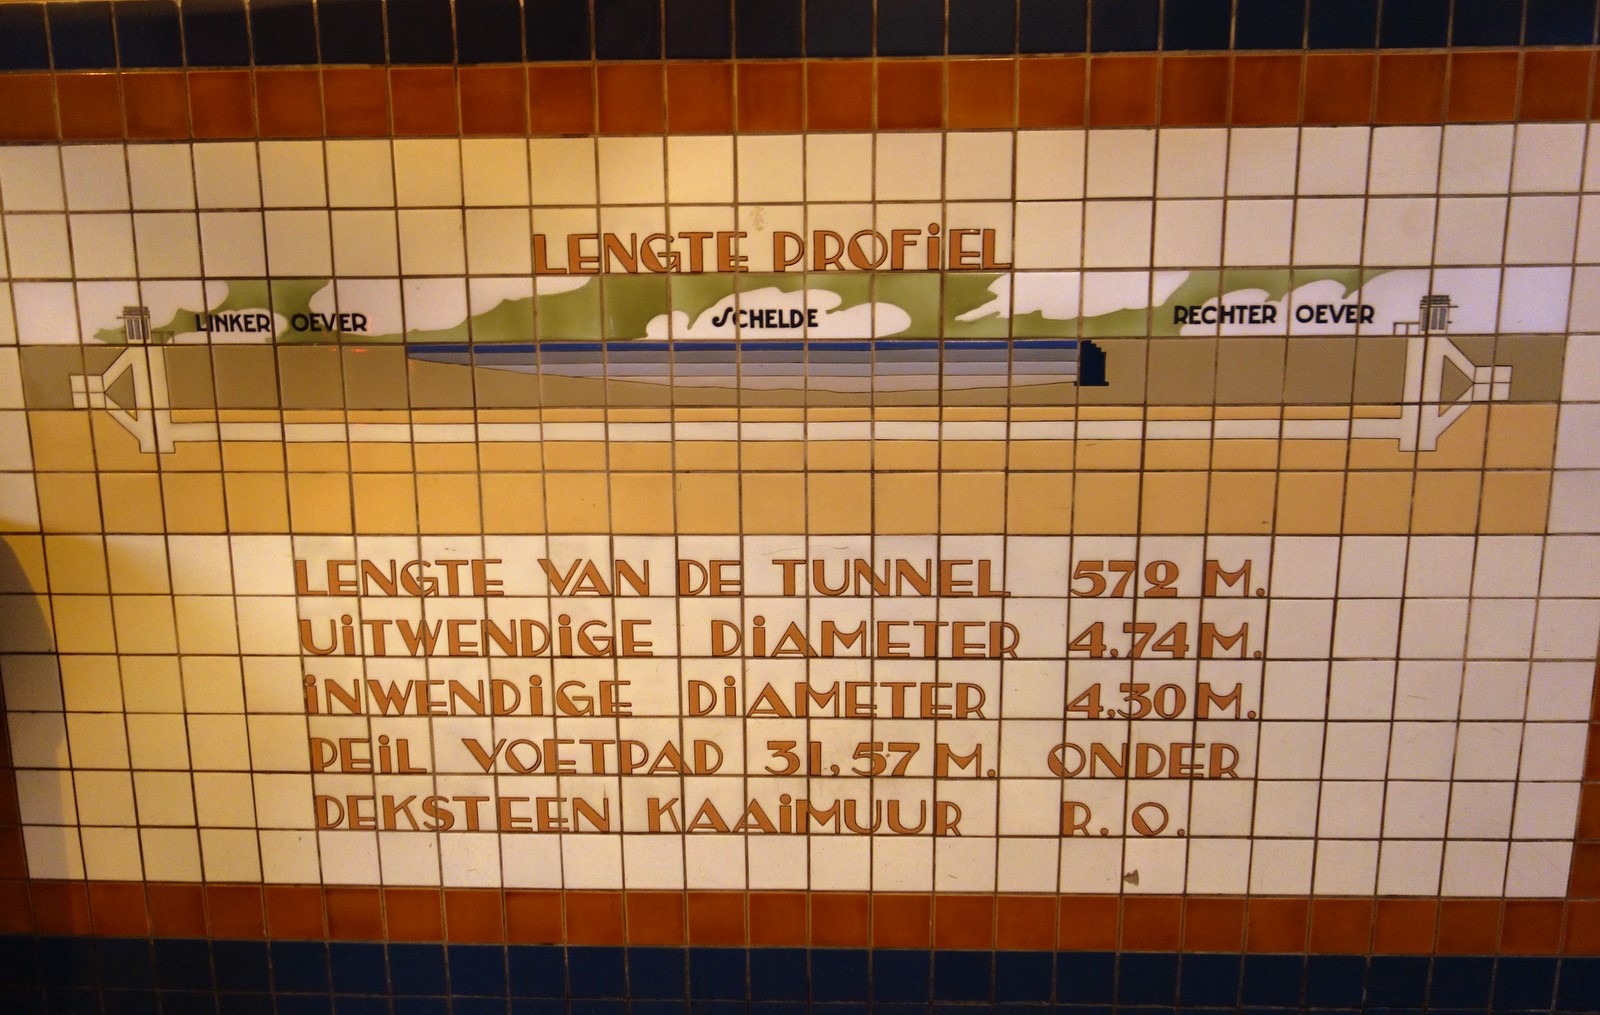 LENGTE PROFiEL
LINKER OEVER SCHELDE RECHTER OEVER
LENGTE VAN DE TUNNEL 572 M.
UiTWENDiGE DiAMETER 4,74 M.
iNWENDiGE DiAMETER 4,30 M.
PEiL VOETPAD 31,57 M. ONDER
DEKSTEEN KAAiMUUR R. O.